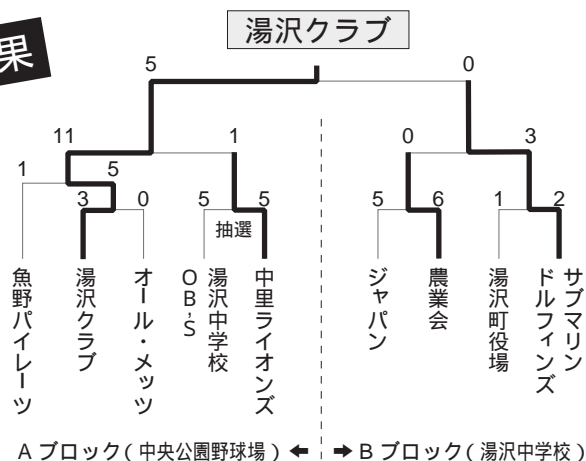 果
湯沢クラブ
5
0
11
1
0
3
1
5
3
0
5
5
5
6
1
2
抽選
魚野パイレーツ
湯沢クラブ
オール・メッツ
湯沢中学校
OB'S
中里ライオンズ
ジャパン
農業会
湯沢町役場
サブマリン
ドルフィンズ
A ブロック(中央公園野球場) ← → B ブロック(湯沢中学校)